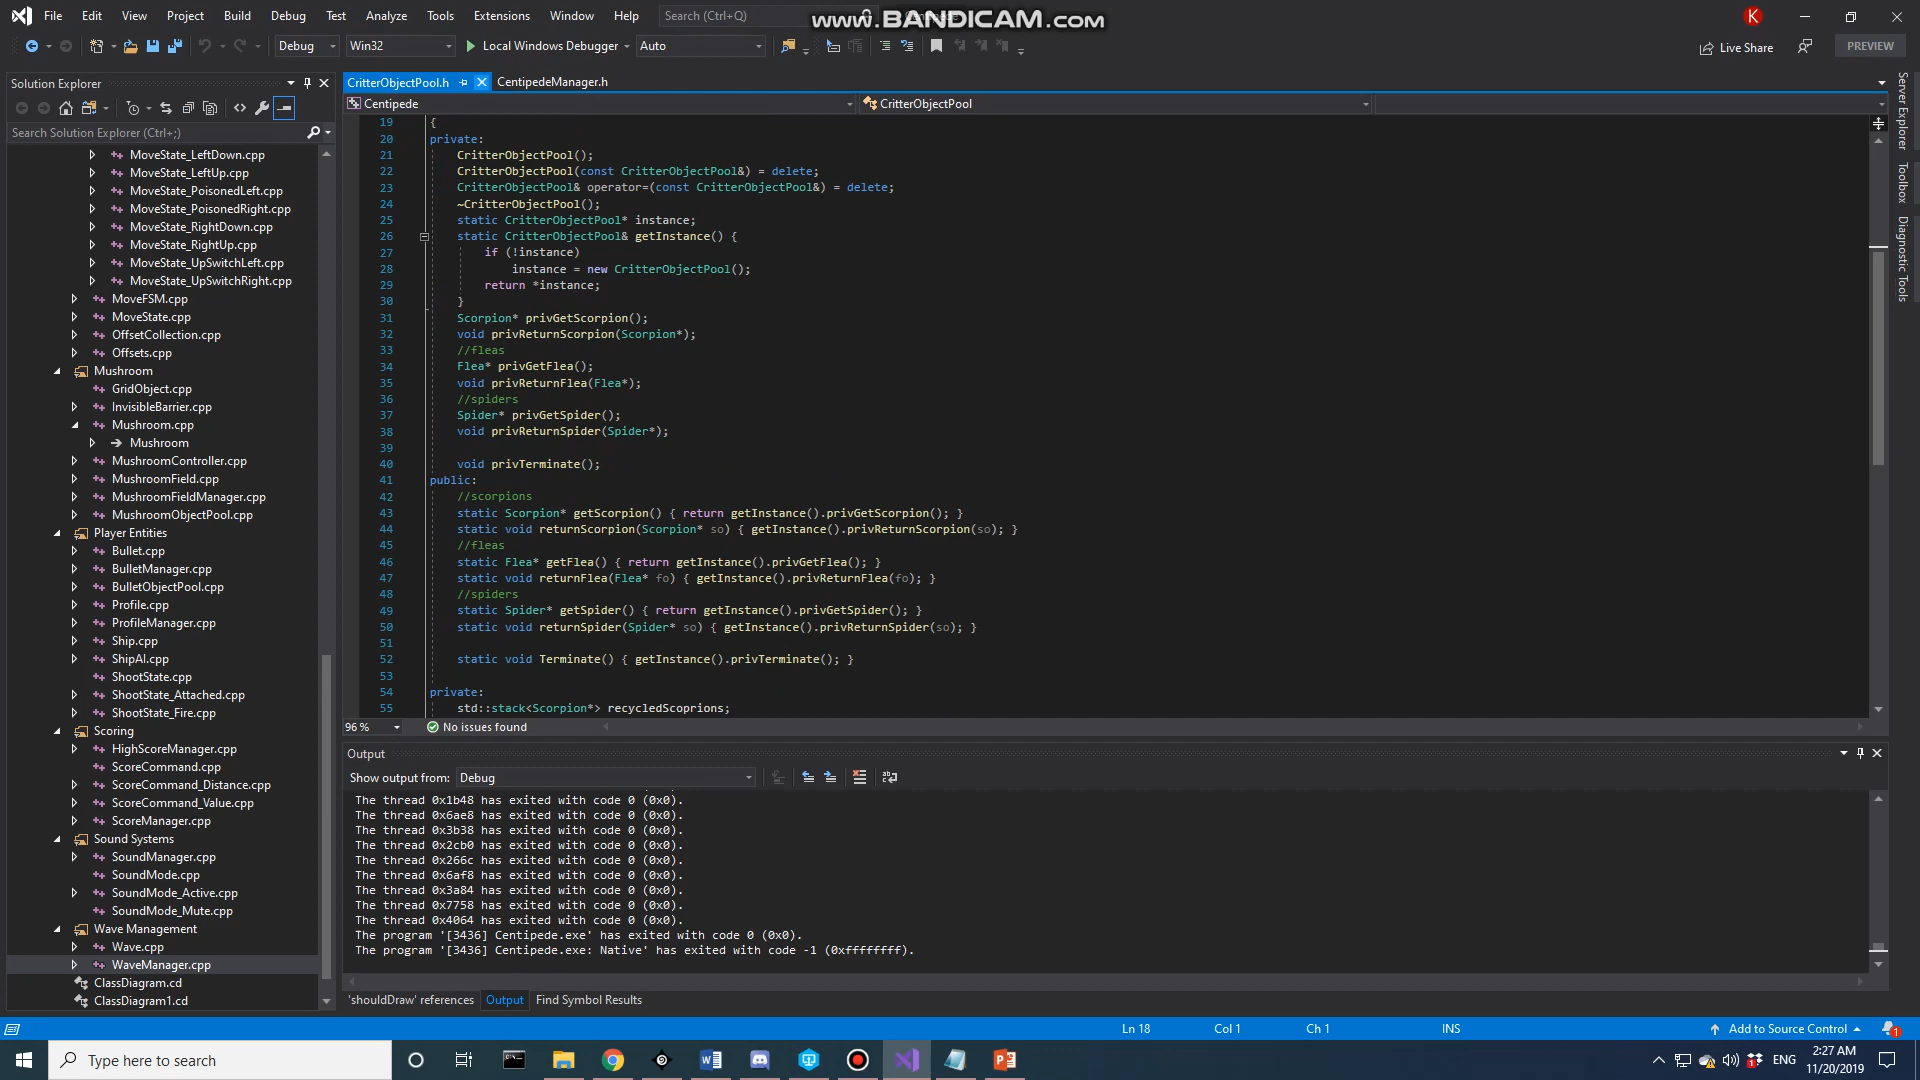 File Edit View Project Build Debug Test Analyze Tools Extensions Window Help Search (Ctrl+Q)
www.BANDICAM.com
K
Debug Win32 Local Windows Debugger Auto Live Share PREVIEW
Solution Explorer
Search Solution Explorer (Ctrl+;)
MoveState_LeftDown.cpp
MoveState_LeftUp.cpp
MoveState_PoisonedLeft.cpp
MoveState_PoisonedRight.cpp
MoveState_RightDown.cpp
MoveState_RightUp.cpp
MoveState_UpSwitchLeft.cpp
MoveState_UpSwitchRight.cpp
MoveFSM.cpp
MoveState.cpp
OffsetCollection.cpp
Offsets.cpp
Mushroom
GridObject.cpp
InvisibleBarrier.cpp
Mushroom.cpp
Mushroom
MushroomController.cpp
MushroomField.cpp
MushroomFieldManager.cpp
MushroomObjectPool.cpp
Player Entities
Bullet.cpp
BulletManager.cpp
BulletObjectPool.cpp
Profile.cpp
ProfileManager.cpp
Ship.cpp
ShipAI.cpp
ShootState.cpp
ShootState_Attached.cpp
ShootState_Fire.cpp
Scoring
HighScoreManager.cpp
ScoreCommand.cpp
ScoreCommand_Distance.cpp
ScoreCommand_Value.cpp
ScoreManager.cpp
Sound Systems
SoundManager.cpp
SoundMode.cpp
SoundMode_Active.cpp
SoundMode_Mute.cpp
Wave Management
Wave.cpp
WaveManager.cpp
ClassDiagram.cd
ClassDiagram1.cd
CritterObjectPool.h CentipedeManager.h
Centipede CritterObjectPool
19 {
20 private:
21 CritterObjectPool();
22 CritterObjectPool(const CritterObjectPool&) = delete;
23 CritterObjectPool& operator=(const CritterObjectPool&) = delete;
24 ~CritterObjectPool();
25 static CritterObjectPool* instance;
26 static CritterObjectPool& getInstance() {
27 if (!instance)
28 instance = new CritterObjectPool();
29 return *instance;
30 }
31 Scorpion* privGetScorpion();
32 void privReturnScorpion(Scorpion*);
33 //fleas
34 Flea* privGetFlea();
35 void privReturnFlea(Flea*);
36 //spiders
37 Spider* privGetSpider();
38 void privReturnSpider(Spider*);
39
40 void privTerminate();
41 public:
42 //scorpions
43 static Scorpion* getScorpion() { return getInstance().privGetScorpion(); }
44 static void returnScorpion(Scorpion* so) { getInstance().privReturnScorpion(so); }
45 //fleas
46 static Flea* getFlea() { return getInstance().privGetFlea(); }
47 static void returnFlea(Flea* fo) { getInstance().privReturnFlea(fo); }
48 //spiders
49 static Spider* getSpider() { return getInstance().privGetSpider(); }
50 static void returnSpider(Spider* so) { getInstance().privReturnSpider(so); }
51
52 static void Terminate() { getInstance().privTerminate(); }
53
54 private:
55 std::stack<Scorpion*> recycledScoprions;
96 % No issues found
Output
Show output from: Debug
The thread 0x1b48 has exited with code 0 (0x0).
The thread 0x6ae8 has exited with code 0 (0x0).
The thread 0x3b38 has exited with code 0 (0x0).
The thread 0x2cb0 has exited with code 0 (0x0).
The thread 0x266c has exited with code 0 (0x0).
The thread 0x6af8 has exited with code 0 (0x0).
The thread 0x3a84 has exited with code 0 (0x0).
The thread 0x7758 has exited with code 0 (0x0).
The thread 0x4064 has exited with code 0 (0x0).
The program '[3436] Centipede.exe' has exited with code 0 (0x0).
The program '[3436] Centipede.exe: Native' has exited with code -1 (0xffffffff).
'shouldDraw' references Output Find Symbol Results
Server Explorer
Toolbox
Diagnostic Tools
Ln 18 Col 1 Ch 1 INS Add to Source Control 1
Type here to search
ENG
2:27 AM
11/20/2019